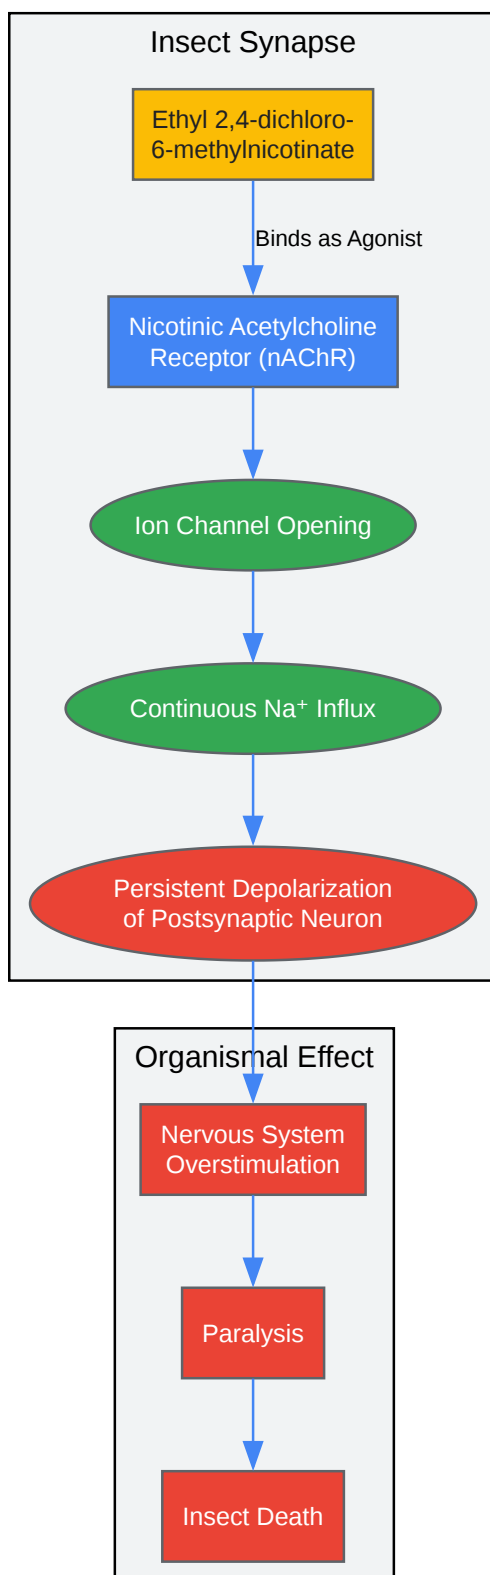 Insect Synapse
Ethyl 2,4-dichloro-
6-methylnicotinate
Binds as Agonist
Nicotinic Acetylcholine
Receptor (nAChR)
Ion Channel Opening
Continuous Na⁺ Influx
Persistent Depolarization
of Postsynaptic Neuron
Organismal Effect
Nervous System
Overstimulation
Paralysis
Insect Death